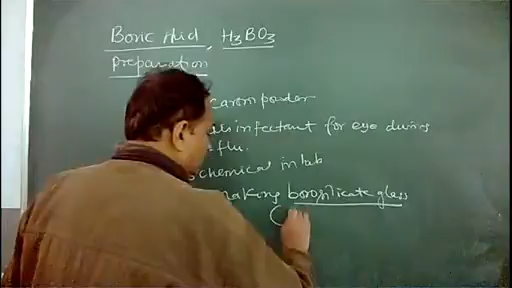 Boric Acid, H3BO3
Preparation
carom powder
disinfectant for eye during
flu.
chemical in lab
making borosilicate glass
(